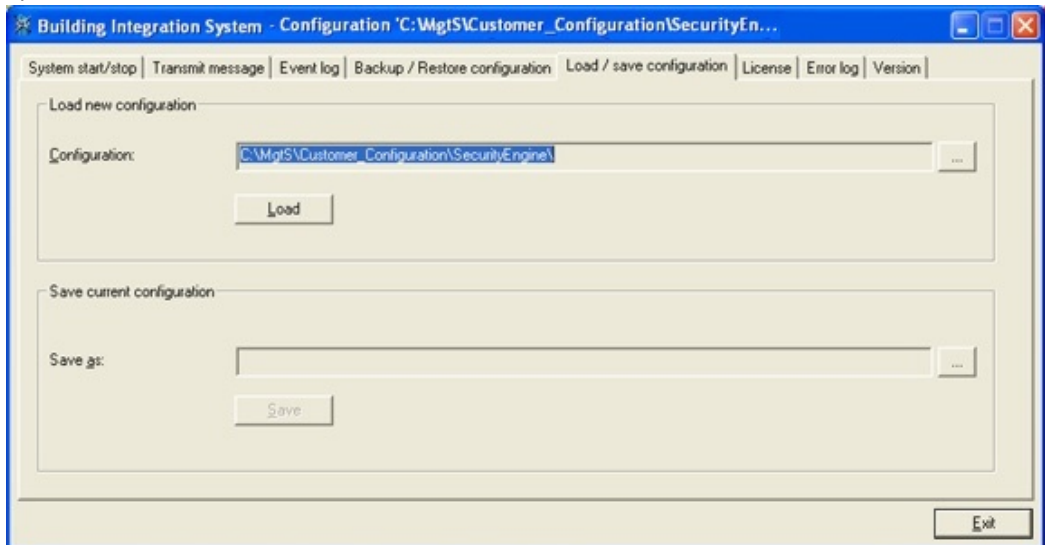 Building Integration System - Configuration 'C:\MgtS\Customer_Configuration\SecurityEn...
System start/stop Transmit message Event log Backup / Restore configuration Load / save configuration License Error log Version
Load new configuration
Configuration: C:\MgtS\Customer_Configuration\SecurityEngine\ ...
Load
Save current configuration
Save as: ...
Save
Exit